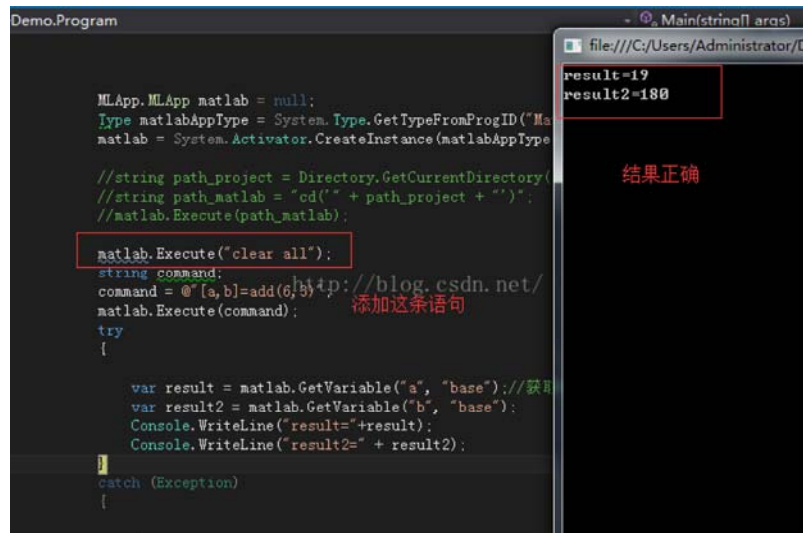 Demo.Program
Main(string[] args)
file:///C:/Users/Administrator/D
result=19
result2=180
结果正确
MLApp.MLApp matlab = null;
Type matlabAppType = System.Type.GetTypeFromProgID("Ma
matlab = System.Activator.CreateInstance(matlabAppType
//string path_project = Directory.GetCurrentDirectory(
//string path_matlab = "cd('" + path_project + "')";
//matlab.Execute(path_matlab);
matlab.Execute("clear all");
string command;
command = @"[a,b]=add(6,3)";
http://blog.csdn.net/
添加这条语句
matlab.Execute(command);
try
{
var result = matlab.GetVariable("a", "base");//获取
var result2 = matlab.GetVariable("b", "base");
Console.WriteLine("result="+result);
Console.WriteLine("result2=" + result2);
}
catch (Exception)
{